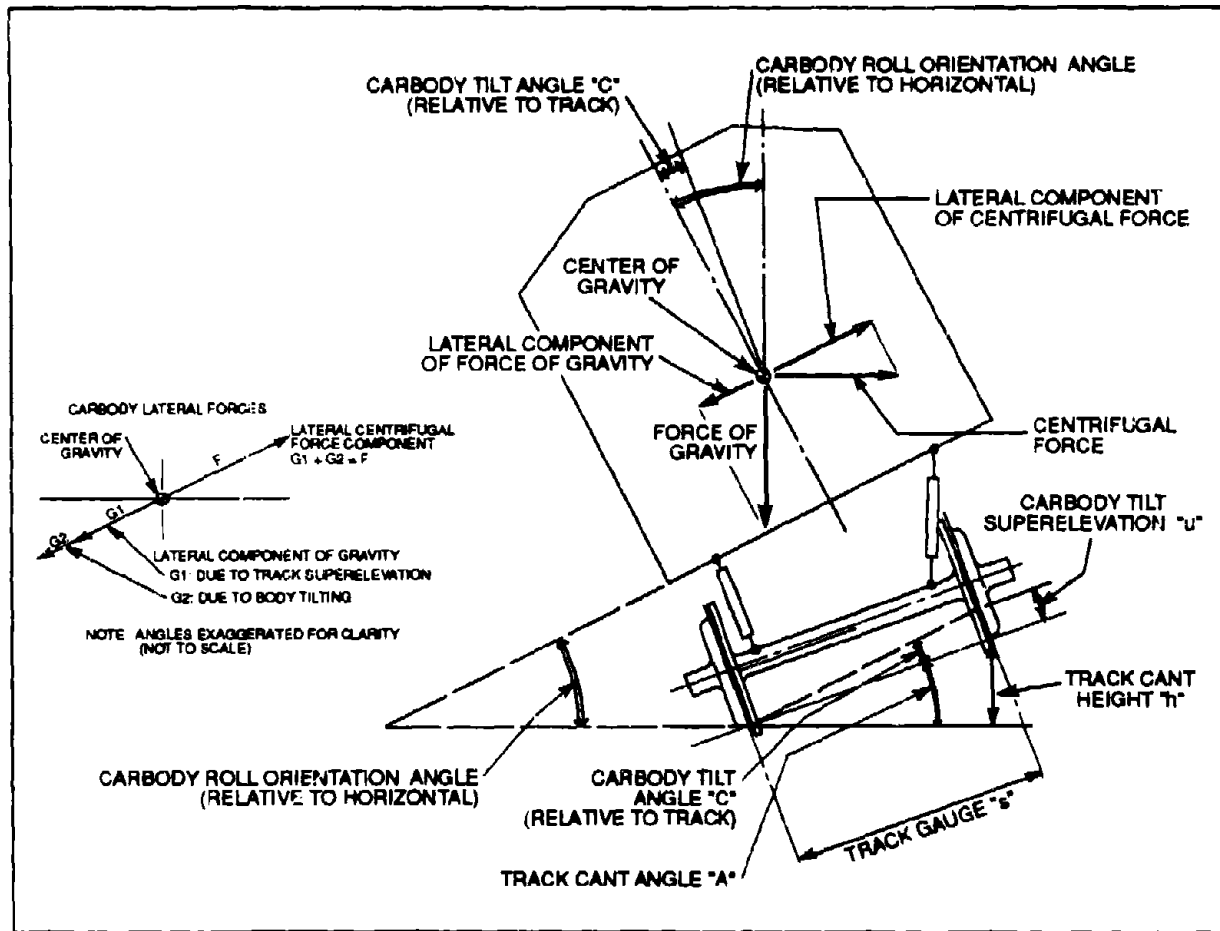 CARBODY TILT ANGLE "C"
(RELATIVE TO TRACK)
CARBODY ROLL ORIENTATION ANGLE
(RELATIVE TO HORIZONTAL)
LATERAL COMPONENT
OF CENTRIFUGAL FORCE
CENTER OF
GRAVITY
LATERAL COMPONENT
OF FORCE OF GRAVITY
FORCE OF
GRAVITY
CENTRIFUGAL
FORCE
CARBODY TILT
SUPERELEVATION "u"
TRACK CANT
HEIGHT "h"
CARBODY LATERAL FORCES
CENTER OF
GRAVITY
LATERAL CENTRIFUGAL
FORCE COMPONENT
G1 + G2 = F
F
G1
G2
LATERAL COMPONENT OF GRAVITY
G1: DUE TO TRACK SUPERELEVATION
G2: DUE TO BODY TILTING
NOTE ANGLES EXAGGERATED FOR CLARITY
(NOT TO SCALE)
CARBODY ROLL ORIENTATION ANGLE
(RELATIVE TO HORIZONTAL)
CARBODY TILT
ANGLE "C"
(RELATIVE TO TRACK)
TRACK GAUGE "s"
TRACK CANT ANGLE "A"